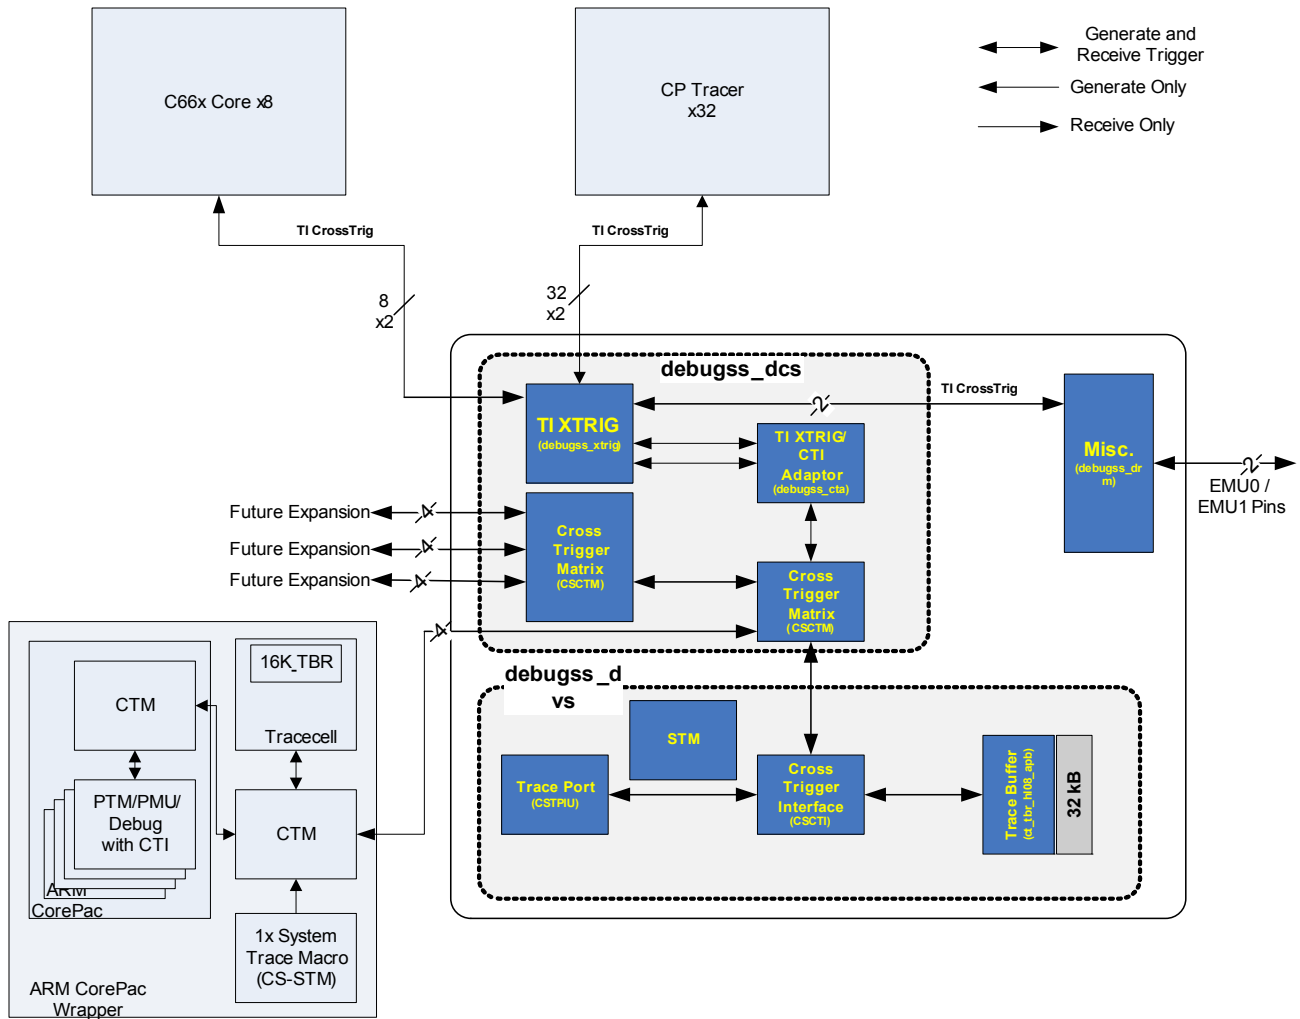 C66x Core x8
CP Tracer
x32
Generate and
Receive Trigger
Generate Only
Receive Only
TI CrossTrig
TI CrossTrig
8
x2
32
x2
debugss_dcs
TI XTRIG
(debugss_xtrig)
2
TI CrossTrig
TI XTRIG/
CTI
Adaptor
(debugss_cta)
Misc.
(debugss_dr
m)
2
EMU0 /
EMU1 Pins
Future Expansion
4
Future Expansion
4
Future Expansion
4
Cross
Trigger
Matrix
(CSCTM)
Cross
Trigger
Matrix
(CSCTM)
4
debugss_d
vs
STM
Trace Port
(CSTPIU)
Cross
Trigger
Interface
(CSCTI)
Trace Buffer
(ct_tbr_hl08_apb)
32 kB
16K_TBR
Tracecell
CTM
PTM/PMU/
Debug
with CTI
CTM
ARM
CorePac
1x System
Trace Macro
(CS-STM)
ARM CorePac
Wrapper